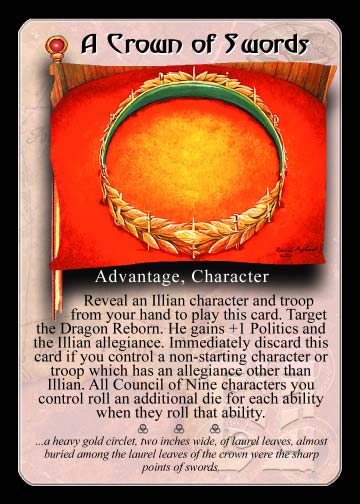 A Crown of Swords
Advantage, Character
Reveal an Illian character and troop
from your hand to play this card. Target
the Dragon Reborn. He gains +1 Politics and
the Illian allegiance. Immediately discard this
card if you control a non-starting character or
troop which has an allegiance other than
Illian. All Council of Nine characters you
control roll an additional die for each ability
when they roll that ability.
...a heavy gold circlet, two inches wide, of laurel leaves, almost
buried among the laurel leaves of the crown were the sharp
points of swords...